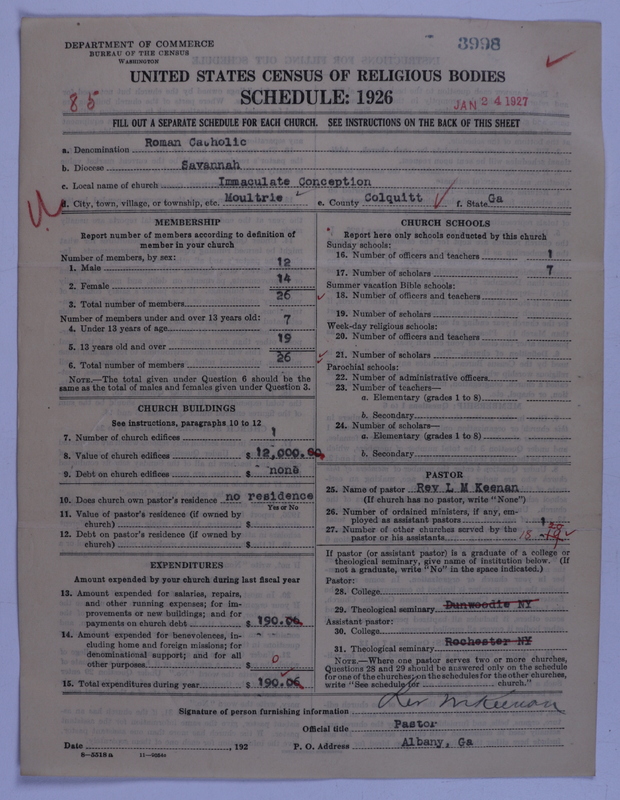 DEPARTMENT OF COMMERCE
BUREAU OF THE CENSUS
WASHINGTON
3998
UNITED STATES CENSUS OF RELIGIOUS BODIES
85
SCHEDULE: 1926
JAN 24 1927
FILL OUT A SEPARATE SCHEDULE FOR EACH CHURCH. SEE INSTRUCTIONS ON THE BACK OF THIS SHEET
a. Denomination Roman Catholic
b. Diocese Savannah
c. Local name of church Immaculate Conception
d. City, town, village, or township, etc. Moultrie e. County Colquitt f. State Ga
MEMBERSHIP
Report number of members according to definition of
member in your church
Number of members, by sex:
1. Male 12
2. Female 14
3. Total number of members 26
Number of members under and over 13 years old:
4. Under 13 years of age 7
5. 13 years old and over 19
6. Total number of members 26
NOTE.—The total given under Question 6 should be the
same as the total of males and females given under Question 3.
CHURCH BUILDINGS
See instructions, paragraphs 10 to 12
7. Number of church edifices 1
8. Value of church edifices $ 12,000.00
9. Debt on church edifices $ none
10. Does church own pastor's residence no residence
Yes or No
11. Value of pastor's residence (if owned by
church) $
12. Debt on pastor's residence (if owned by
church) $
EXPENDITURES
Amount expended by your church during last fiscal year
13. Amount expended for salaries, repairs,
and other running expenses; for im-
provements or new buildings; and for
payments on church debt $ 190.06
14. Amount expended for benevolences, in-
cluding home and foreign missions; for
denominational support; and for all
other purposes $ 0
15. Total expenditures during year $ 190.06
CHURCH SCHOOLS
Report here only schools conducted by this church
Sunday schools:
16. Number of officers and teachers 1
17. Number of scholars 7
Summer vacation Bible schools:
18. Number of officers and teachers
19. Number of scholars
Week-day religious schools:
20. Number of officers and teachers
21. Number of scholars
Parochial schools:
22. Number of administrative officers
23. Number of teachers—
a. Elementary (grades 1 to 8)
b. Secondary
24. Number of scholars—
a. Elementary (grades 1 to 8)
b. Secondary
PASTOR
25. Name of pastor Rev L M Keenan
(If church has no pastor, write "None")
26. Number of ordained ministers, if any, em-
ployed as assistant pastors 1
27. Number of other churches served by the
pastor or his assistants 18
If pastor (or assistant pastor) is a graduate of a college or
theological seminary, give name of institution below. (If
not a graduate, write "No" in the space indicated.)
Pastor:
28. College
29. Theological seminary Dunwoodie NY
Assistant pastor:
30. College
31. Theological seminary Rochester NY
NOTE.—Where one pastor serves two or more churches,
Questions 28 and 29 should be answered only on the schedule
for one of the churches; on the schedules for the other churches,
write "See schedule for church."
Signature of person furnishing information Rev McKeenan
Official title Pastor
Date , 192 P. O. Address Albany, Ga
8—5518a